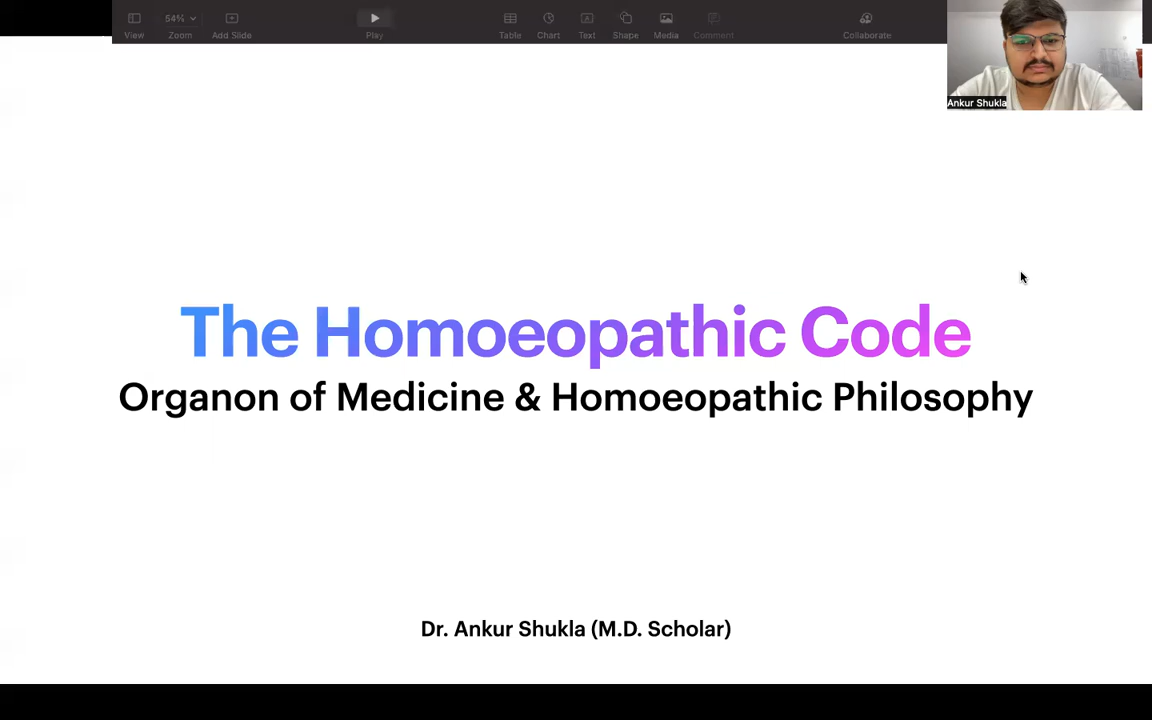 View
54%
Zoom
Add Slide
Play
Table
Chart
Text
Shape
Media
Comment
Collaborate
Ankur Shukla
The Homoeopathic Code
Organon of Medicine & Homoeopathic Philosophy
Dr. Ankur Shukla (M.D. Scholar)